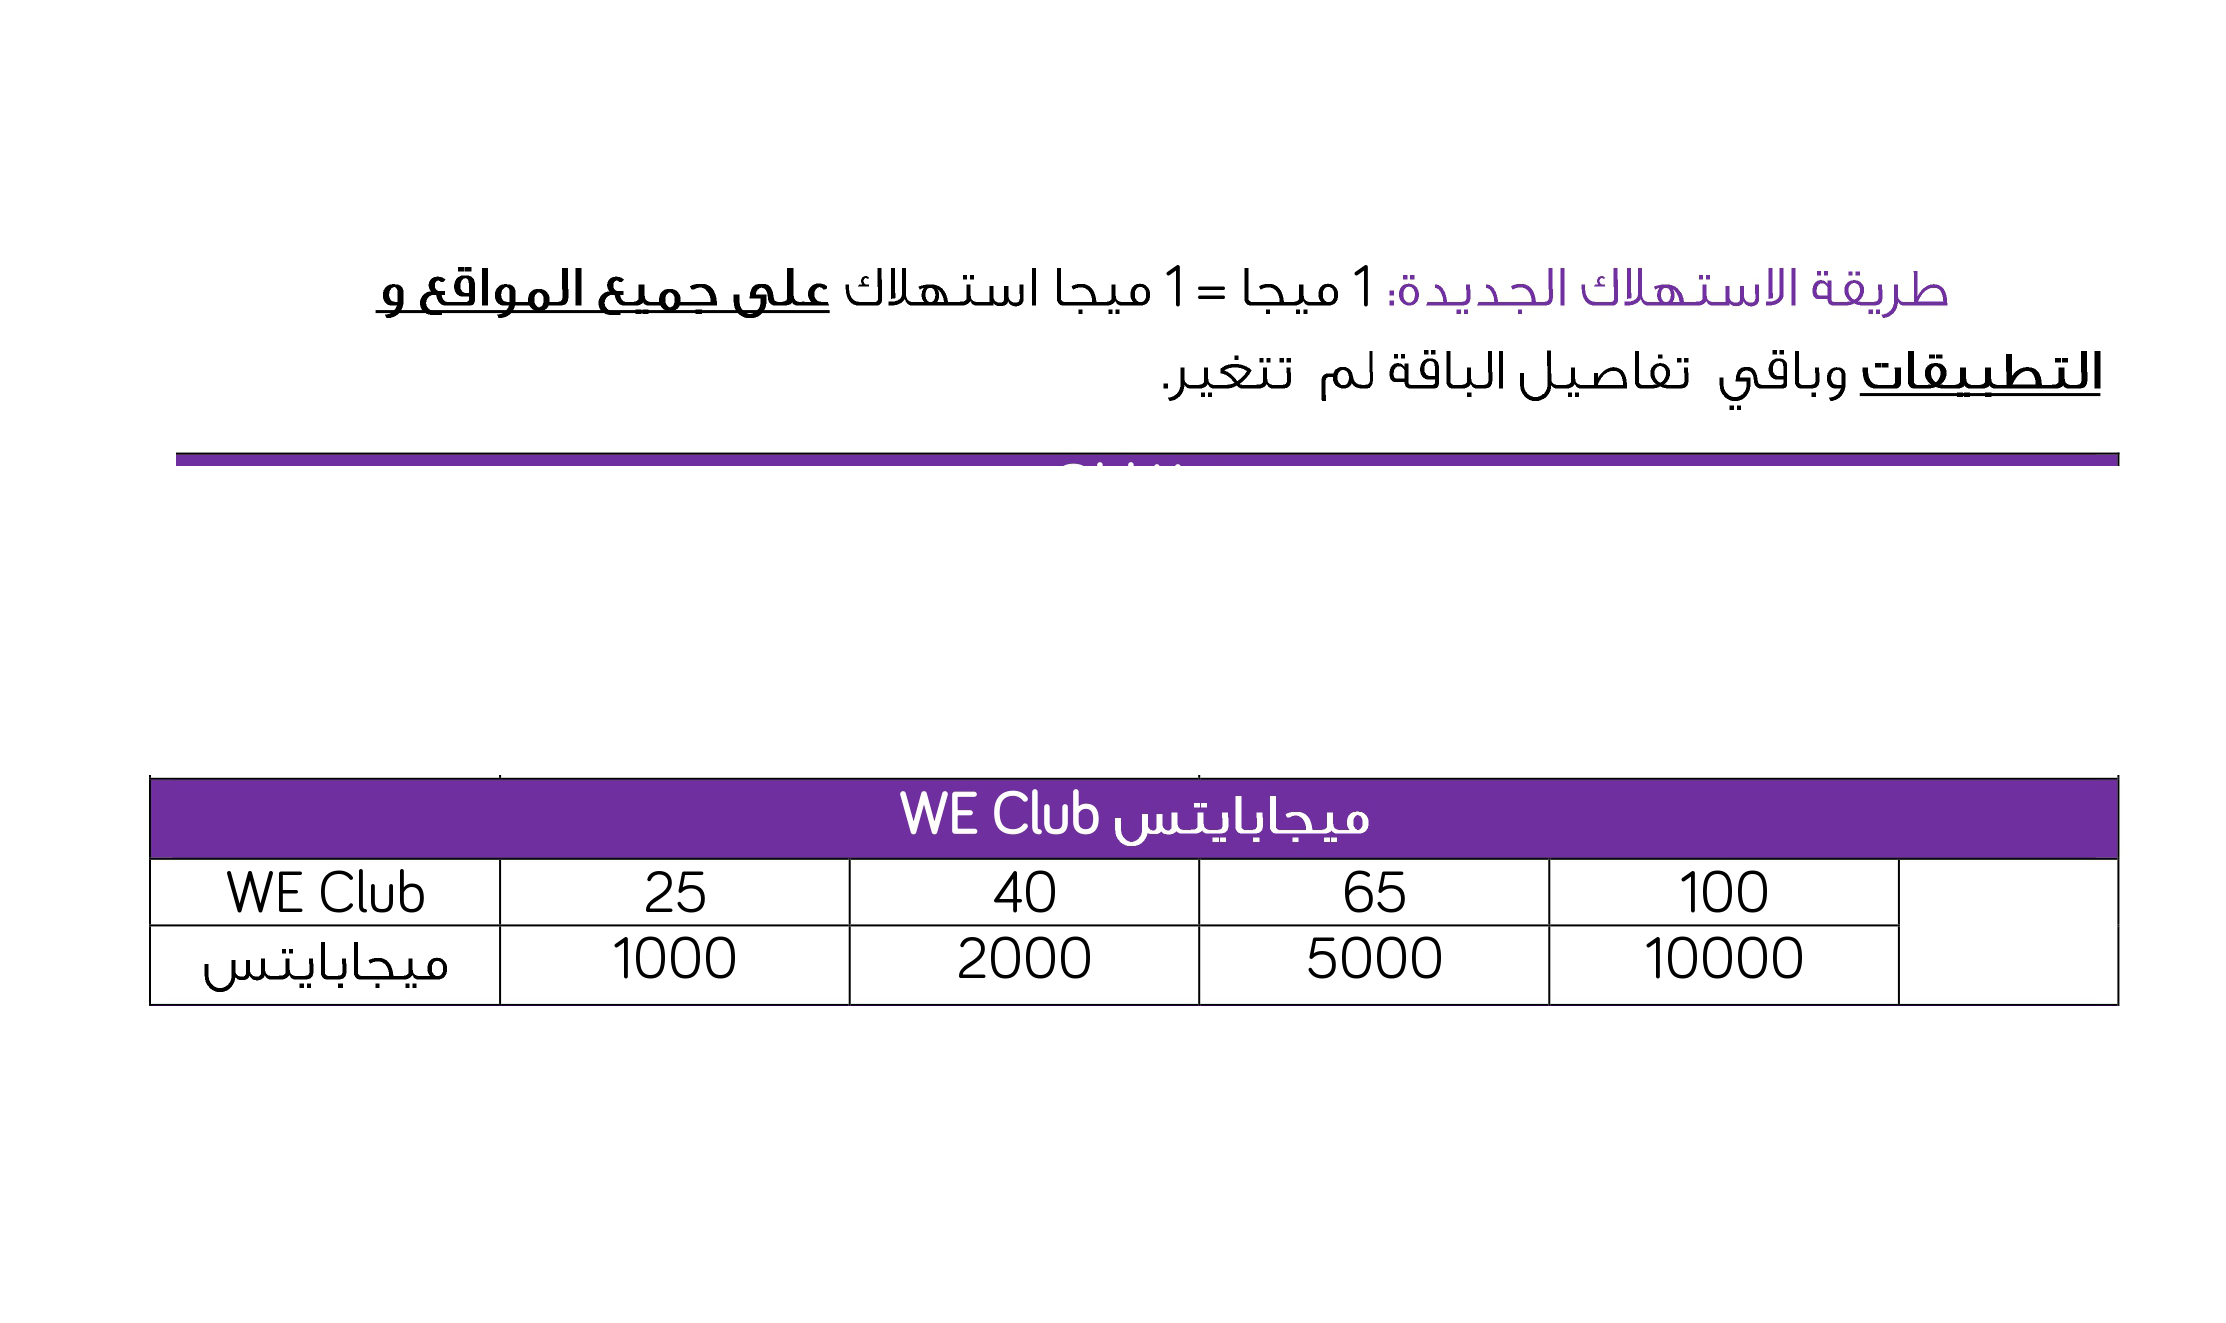 طريقة الاستهلاك الجديدة: 1 ميجا = 1 ميجا استهلاك على جميع المواقع و
التطبيقات وباقي تفاصيل الباقة لم تتغير.
ميجابايتس WE Club
WE Club 25 40 65 100
ميجابايتس 1000 2000 5000 10000